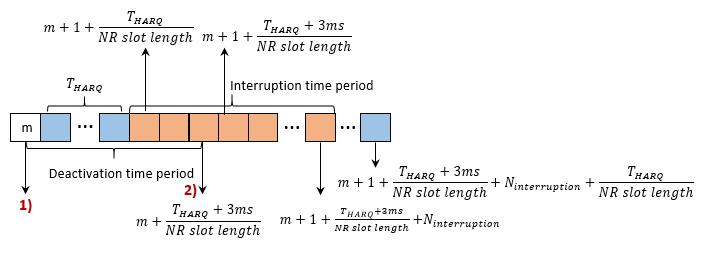 m + 1 + T_HARQ / NR slot length
m + 1 + T_HARQ + 3ms / NR slot length
T_HARQ
Interruption time period
m
...
...
...
Deactivation time period
1)
2)
m + T_HARQ + 3ms / NR slot length
m + 1 + T_HARQ+3ms / NR slot length + N_interruption
m + 1 + T_HARQ + 3ms / NR slot length + N_interruption + T_HARQ / NR slot length